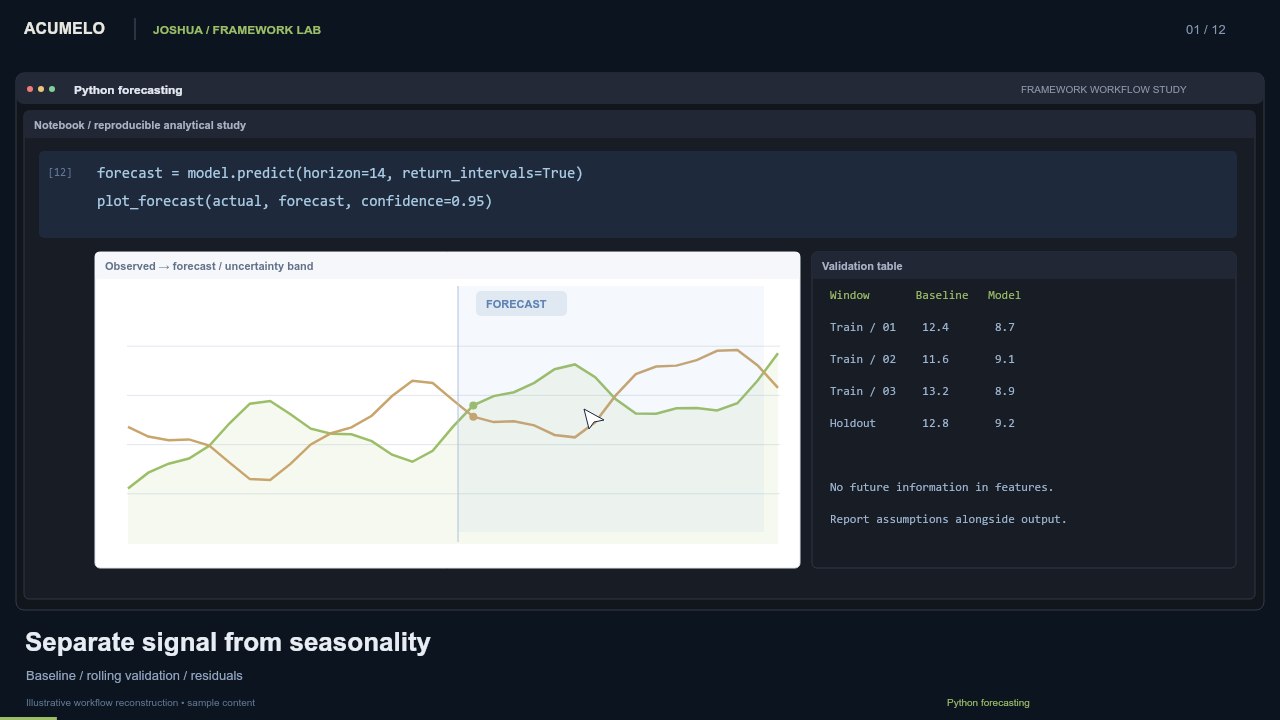 ACUMELO
JOSHUA / FRAMEWORK LAB
01 / 12
Python forecasting
FRAMEWORK WORKFLOW STUDY
Notebook / reproducible analytical study
[12]
forecast = model.predict(horizon=14, return_intervals=True)
plot_forecast(actual, forecast, confidence=0.95)
Observed → forecast / uncertainty band
FORECAST
Validation table
Window Baseline Model
Train / 01 12.4 8.7
Train / 02 11.6 9.1
Train / 03 13.2 8.9
Holdout 12.8 9.2
No future information in features.
Report assumptions alongside output.
Separate signal from seasonality
Baseline / rolling validation / residuals
Illustrative workflow reconstruction • sample content
Python forecasting